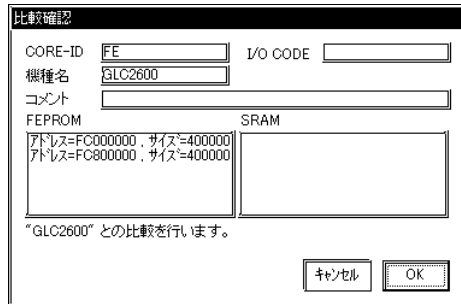 比較確認
CORE-ID FE I/O CODE
機種名 GLC2600
コメント
FEPROM SRAM
ｱﾄﾞﾚｽ=FC000000 , ｻｲｽﾞ=400000
ｱﾄﾞﾚｽ=FC800000 , ｻｲｽﾞ=400000
"GLC2600" との比較を行います。
ｷｬﾝｾﾙ OK